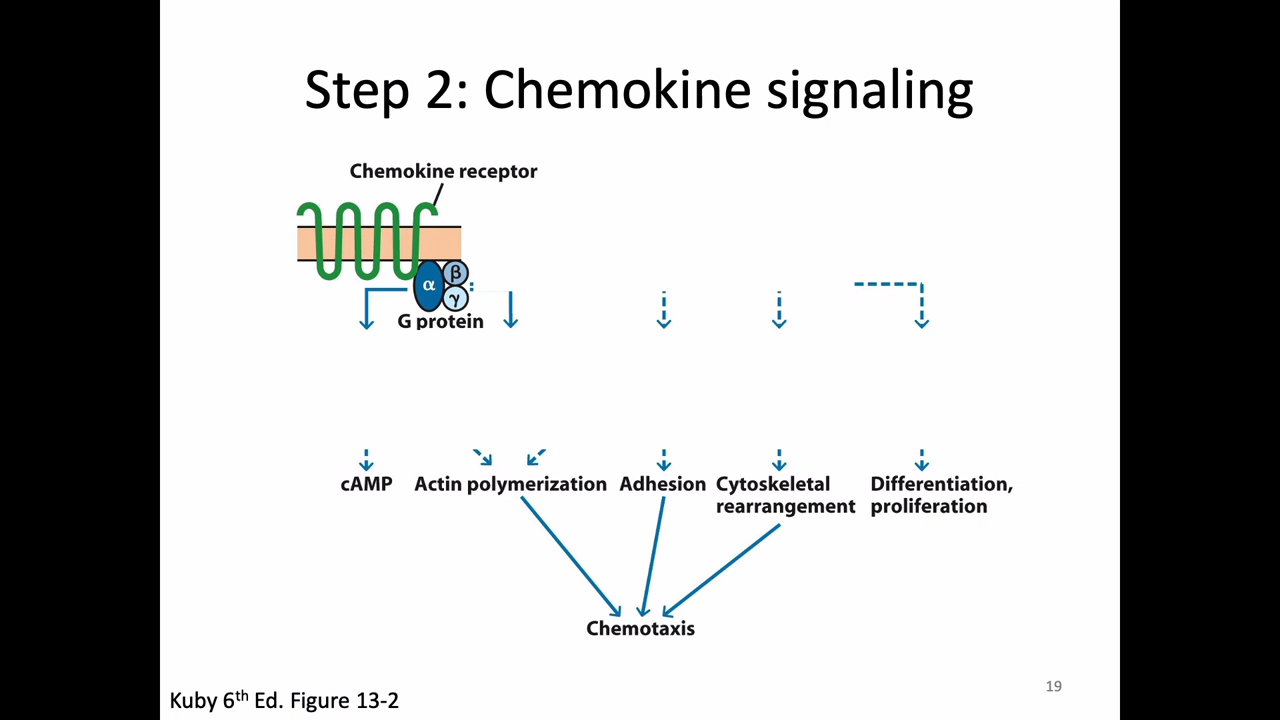 Step 2: Chemokine signaling
Chemokine receptor
α
β
γ
G protein
cAMP
Actin polymerization
Adhesion
Cytoskeletal
rearrangement
Differentiation,
proliferation
Chemotaxis
Kuby 6th Ed. Figure 13-2
19